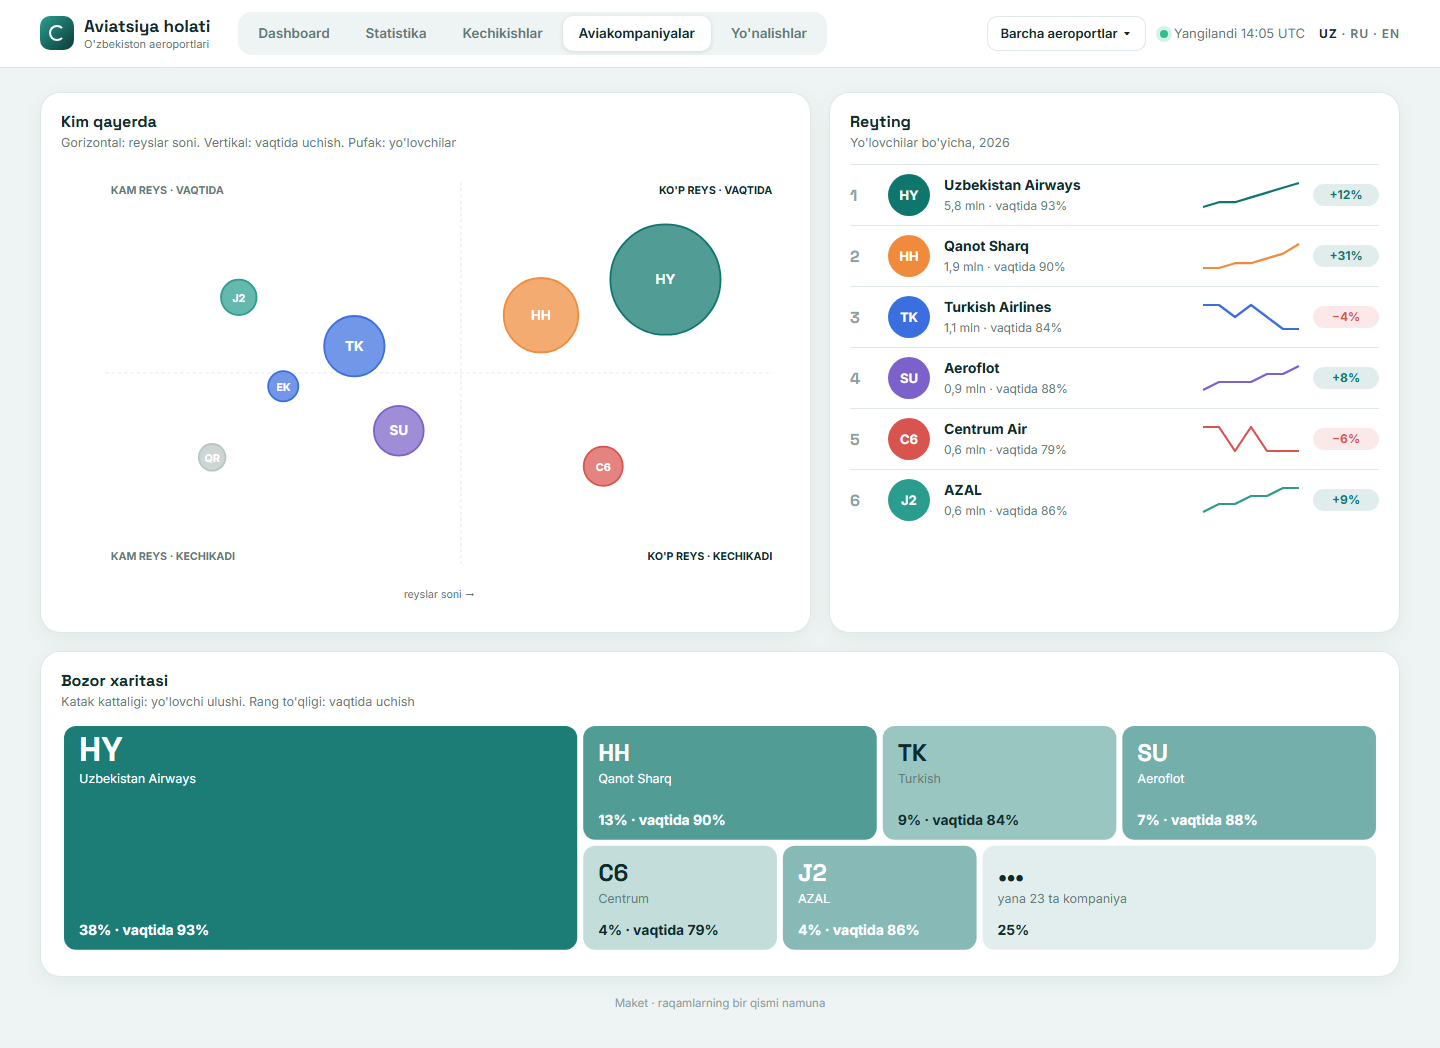 Aviatsiya holati
O'zbekiston aeroportlari
Dashboard
Statistika
Kechikishlar
Aviakompaniyalar
Yo'nalishlar
Barcha aeroportlar
Yangilandi 14:05 UTC
UZ · RU · EN
Kim qayerda
Gorizontal: reyslar soni. Vertikal: vaqtida uchish. Pufak: yo'lovchilar
KAM REYS · VAQTIDA
KO'P REYS · VAQTIDA
HY
J2
HH
TK
EK
SU
QR
C6
KAM REYS · KECHIKADI
KO'P REYS · KECHIKADI
reyslar soni →
Reyting
Yo'lovchilar bo'yicha, 2026
1
HY
Uzbekistan Airways
5,8 mln · vaqtida 93%
+12%
2
HH
Qanot Sharq
1,9 mln · vaqtida 90%
+31%
3
TK
Turkish Airlines
1,1 mln · vaqtida 84%
−4%
4
SU
Aeroflot
0,9 mln · vaqtida 88%
+8%
5
C6
Centrum Air
0,6 mln · vaqtida 79%
−6%
6
J2
AZAL
0,6 mln · vaqtida 86%
+9%
Bozor xaritasi
Katak kattaligi: yo'lovchi ulushi. Rang to'qligi: vaqtida uchish
HY
Uzbekistan Airways
38% · vaqtida 93%
HH
Qanot Sharq
13% · vaqtida 90%
TK
Turkish
9% · vaqtida 84%
SU
Aeroflot
7% · vaqtida 88%
C6
Centrum
4% · vaqtida 79%
J2
AZAL
4% · vaqtida 86%
•••
yana 23 ta kompaniya
25%
Maket · raqamlarning bir qismi namuna